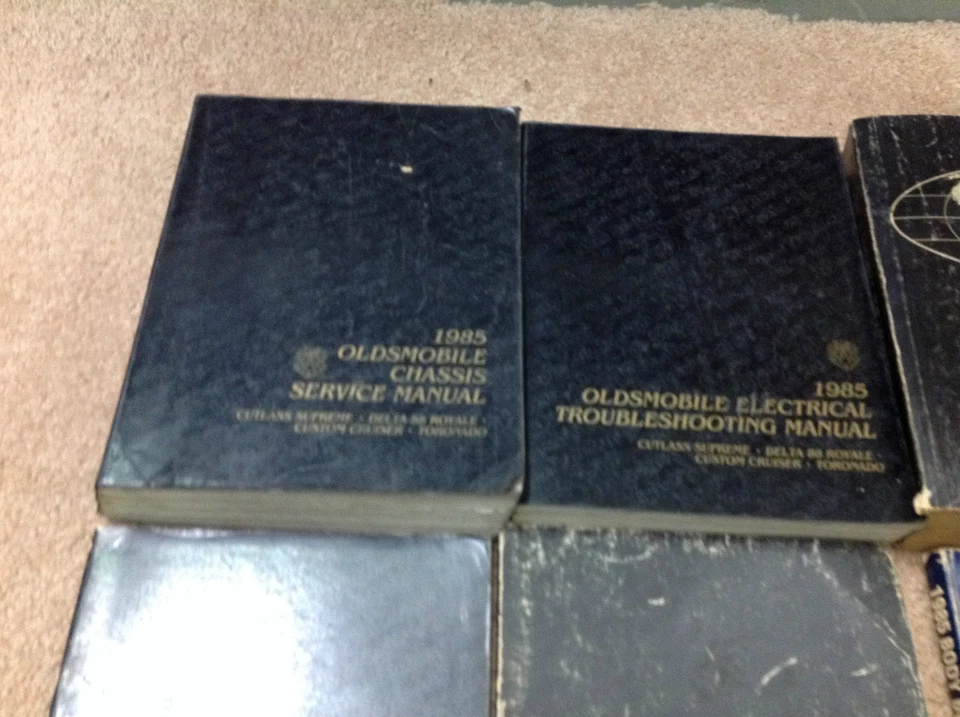 1985
OLDSMOBILE
CHASSIS
SERVICE MANUAL
CUTLASS SUPREME · DELTA 88 ROYALE ·
CUSTOM CRUISER · TORONADO
1985
OLDSMOBILE ELECTRICAL
TROUBLESHOOTING MANUAL
CUTLASS SUPREME · DELTA 88 ROYALE ·
CUSTOM CRUISER · TORONADO
BODY